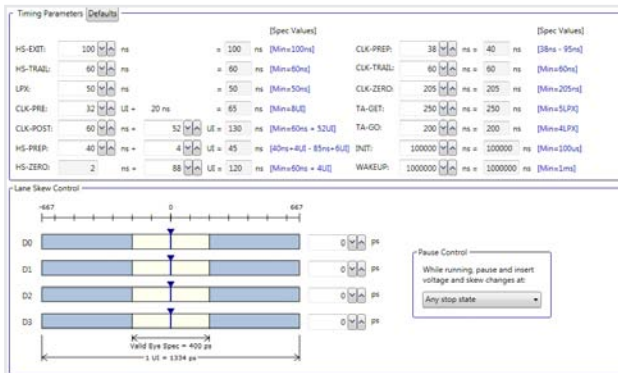 Timing Parameters Defaults
[Spec Values] [Spec Values]
HS-EXIT: 100 ns = 100 ns [Min=100ns] CLK-PREP: 38 ns = 40 ns [38ns - 95ns]
HS-TRAIL: 60 ns = 60 ns [Min=60ns] CLK-TRAIL: 60 ns = 60 ns [Min=60ns]
LPX: 50 ns = 50 ns [Min=50ns] CLK-ZERO: 205 ns = 205 ns [Min=205ns]
CLK-PRE: 32 UI + 20 ns = 65 ns [Min=8UI] TA-GET: 250 ns = 250 ns [Min=5LPX]
CLK-POST: 60 ns + 52 UI = 130 ns [Min=60ns + 52UI] TA-GO: 200 ns = 200 ns [Min=4LPX]
HS-PREP: 40 ns + 4 UI = 45 ns [40ns+4UI - 85ns+6UI] INIT: 100000 ns = 100000 ns [Min=100us]
HS-ZERO: 2 ns + 88 UI = 120 ns [Min=60ns + 4UI] WAKEUP: 1000000 ns = 1000000 ns [Min=1ms]
Lane Skew Control
-667 0 667
D0 0 ps
D1 0 ps
D2 0 ps
D3 0 ps
Valid Eye Spec = 400 ps
1 UI = 1334 ps
Pause Control
While running, pause and insert
voltage and skew changes at:
Any stop state